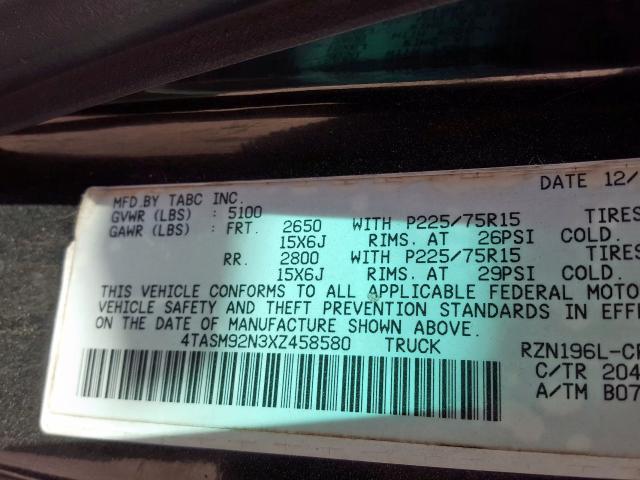 DATE 12/
MFD.BY TABC INC.
GVWR (LBS) : 5100
GAWR (LBS) : FRT. 2650 WITH P225/75R15 TIRES
15X6J RIMS. AT 26PSI COLD.
RR. 2800 WITH P225/75R15 TIRES
15X6J RIMS. AT 29PSI COLD.
THIS VEHICLE CONFORMS TO ALL APPLICABLE FEDERAL MOTO
VEHICLE SAFETY AND THEFT PREVENTION STANDARDS IN EFFE
ON THE DATE OF MANUFACTURE SHOWN ABOVE.
4TASM92N3XZ458580 TRUCK RZN196L-CR
C/TR 204
A/TM B07